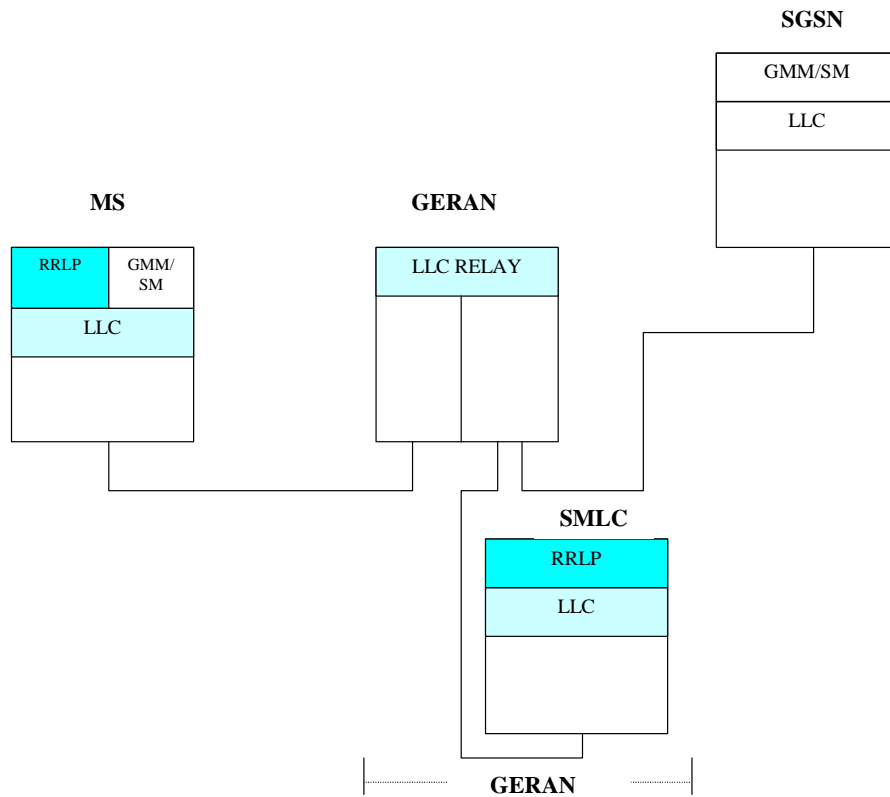 SGSN
GMM/SM
LLC
MS
RRLP
GMM/
SM
LLC
GERAN
LLC RELAY
SMLC
RRLP
LLC
GERAN